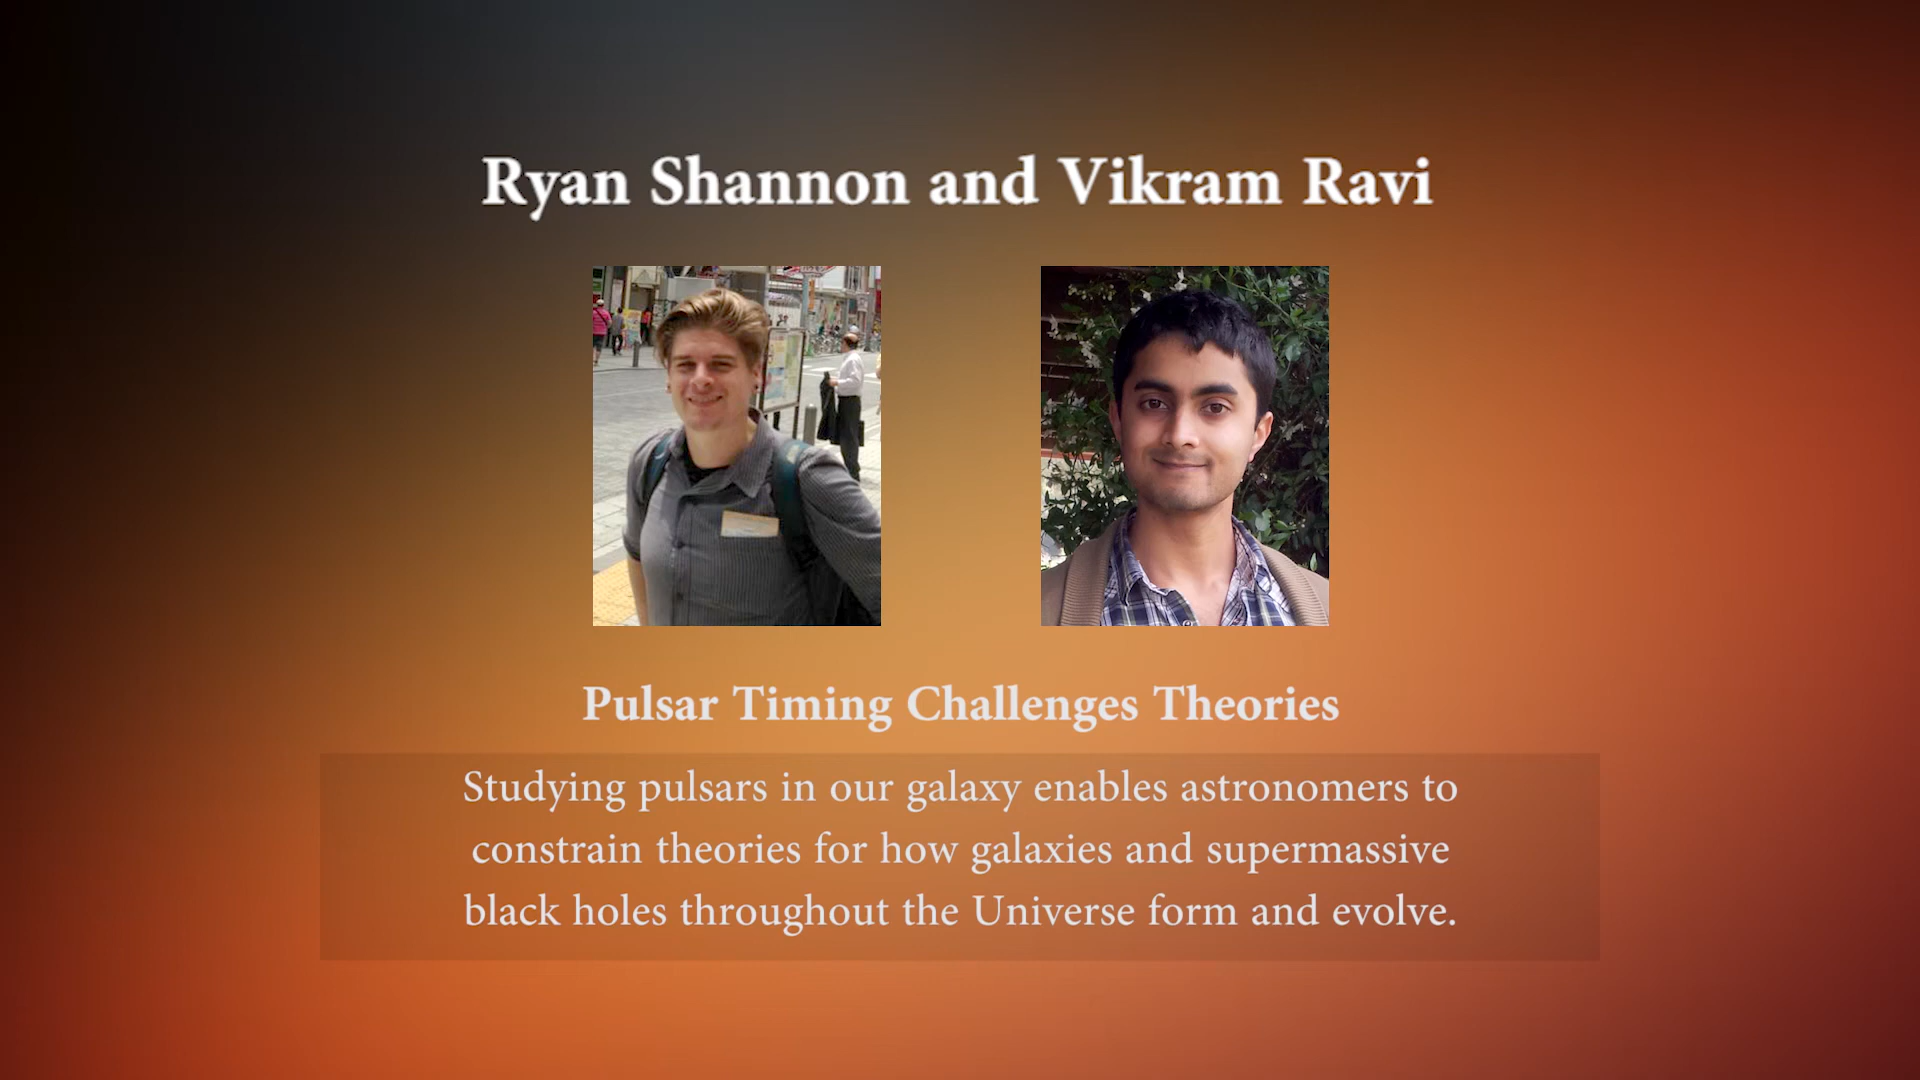 Ryan Shannon and Vikram Ravi
Pulsar Timing Challenges Theories
Studying pulsars in our galaxy enables astronomers to
constrain theories for how galaxies and supermassive
black holes throughout the Universe form and evolve.